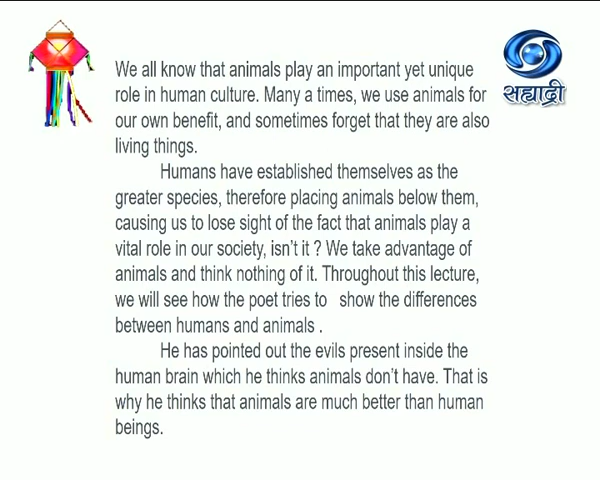 We all know that animals play an important yet unique
role in human culture. Many a times, we use animals for
our own benefit, and sometimes forget that they are also
living things.
Humans have established themselves as the
greater species, therefore placing animals below them,
causing us to lose sight of the fact that animals play a
vital role in our society, isn't it ? We take advantage of
animals and think nothing of it. Throughout this lecture,
we will see how the poet tries to show the differences
between humans and animals .
He has pointed out the evils present inside the
human brain which he thinks animals don't have. That is
why he thinks that animals are much better than human
beings.
सह्याद्री